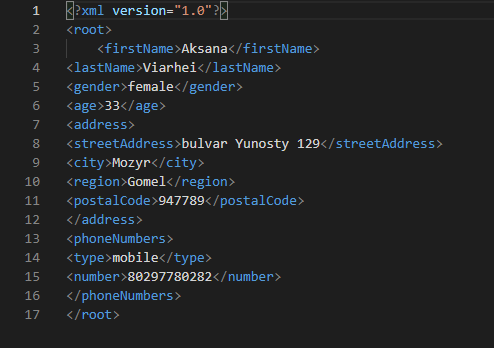 1 <?xml version="1.0"?>
2 <root>
3     <firstName>Aksana</firstName>
4 <lastName>Viarhei</lastName>
5 <gender>female</gender>
6 <age>33</age>
7 <address>
8 <streetAddress>bulvar Yunosty 129</streetAddress>
9 <city>Mozyr</city>
10 <region>Gomel</region>
11 <postalCode>947789</postalCode>
12 </address>
13 <phoneNumbers>
14 <type>mobile</type>
15 <number>80297780282</number>
16 </phoneNumbers>
17 </root>